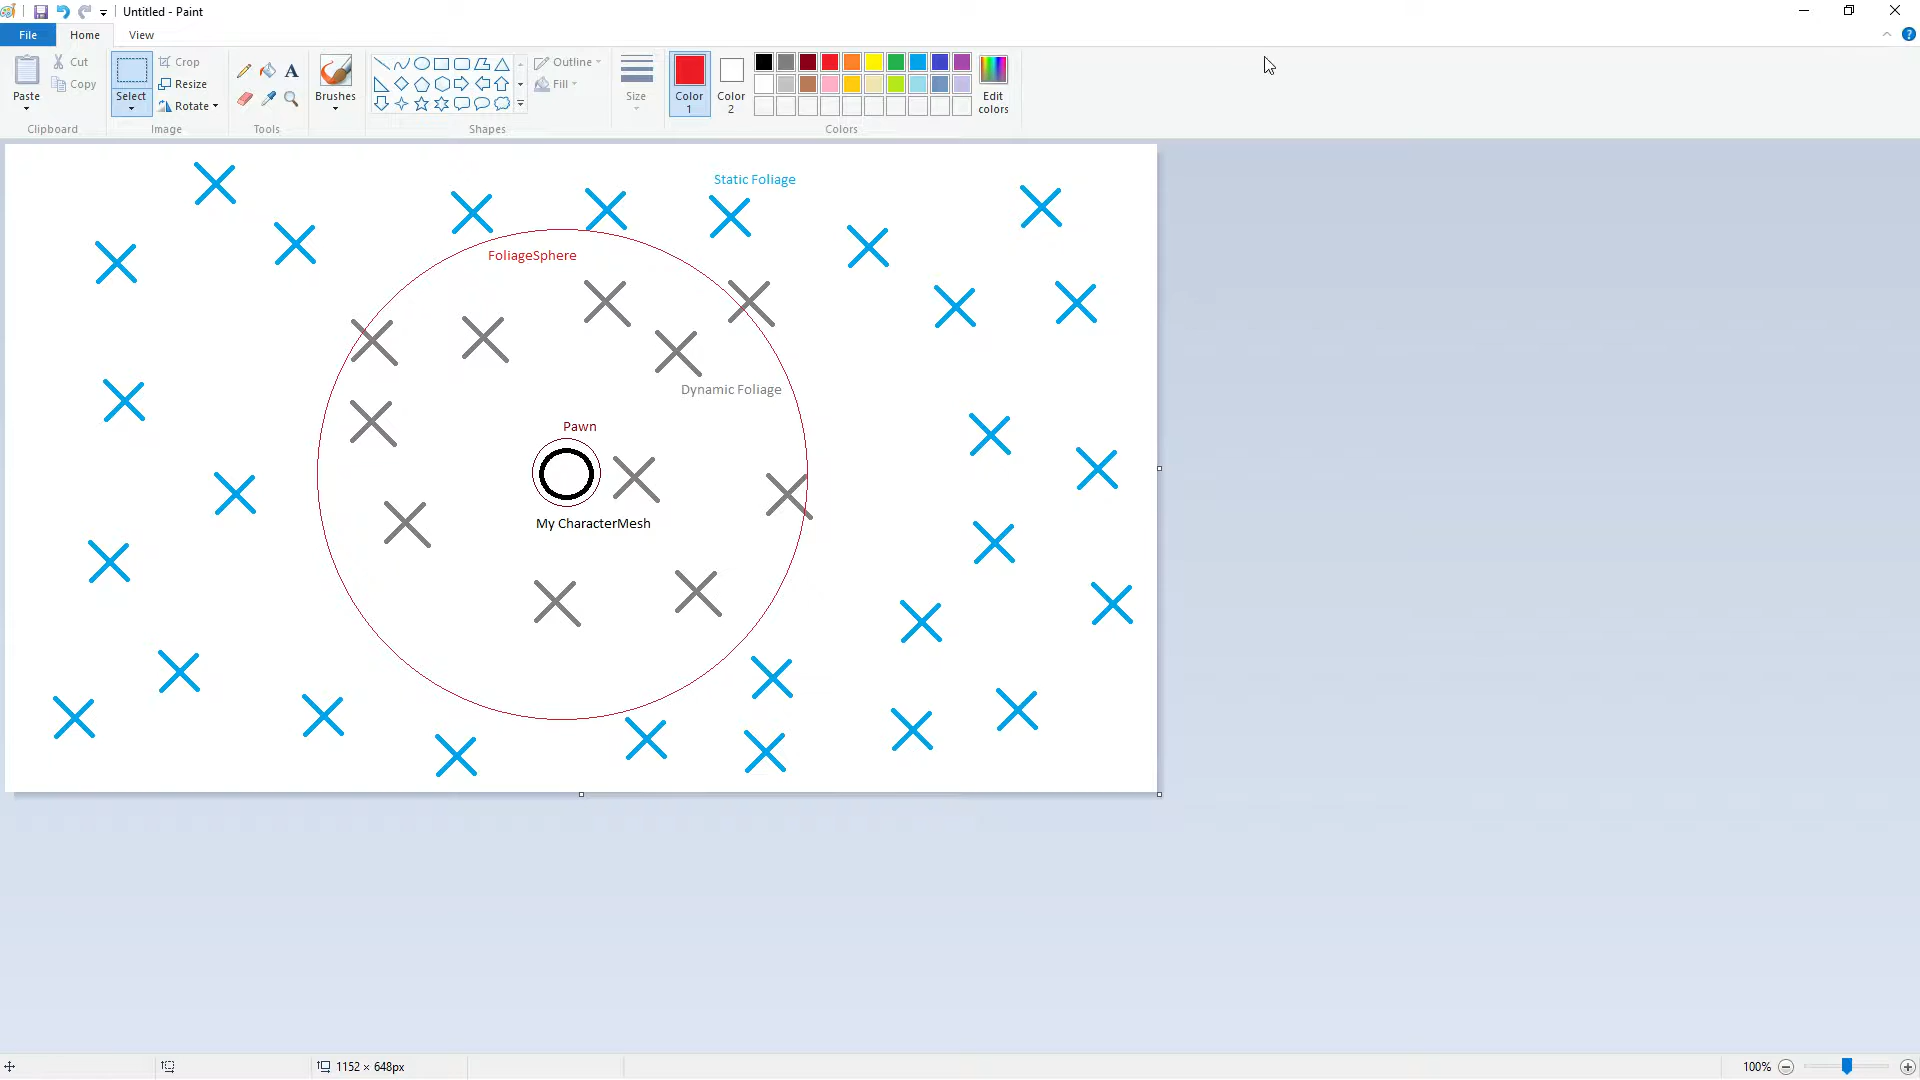 Untitled - Paint
File
Home
View
Paste
Cut
Copy
Clipboard
Select
Crop
Resize
Rotate
Image
A
Tools
Brushes
Outline
Fill
Shapes
Size
Color 1
Color 2
Edit colors
Colors
Static Foliage
FoliageSphere
Dynamic Foliage
Pawn
My CharacterMesh
1152 × 648px
100%